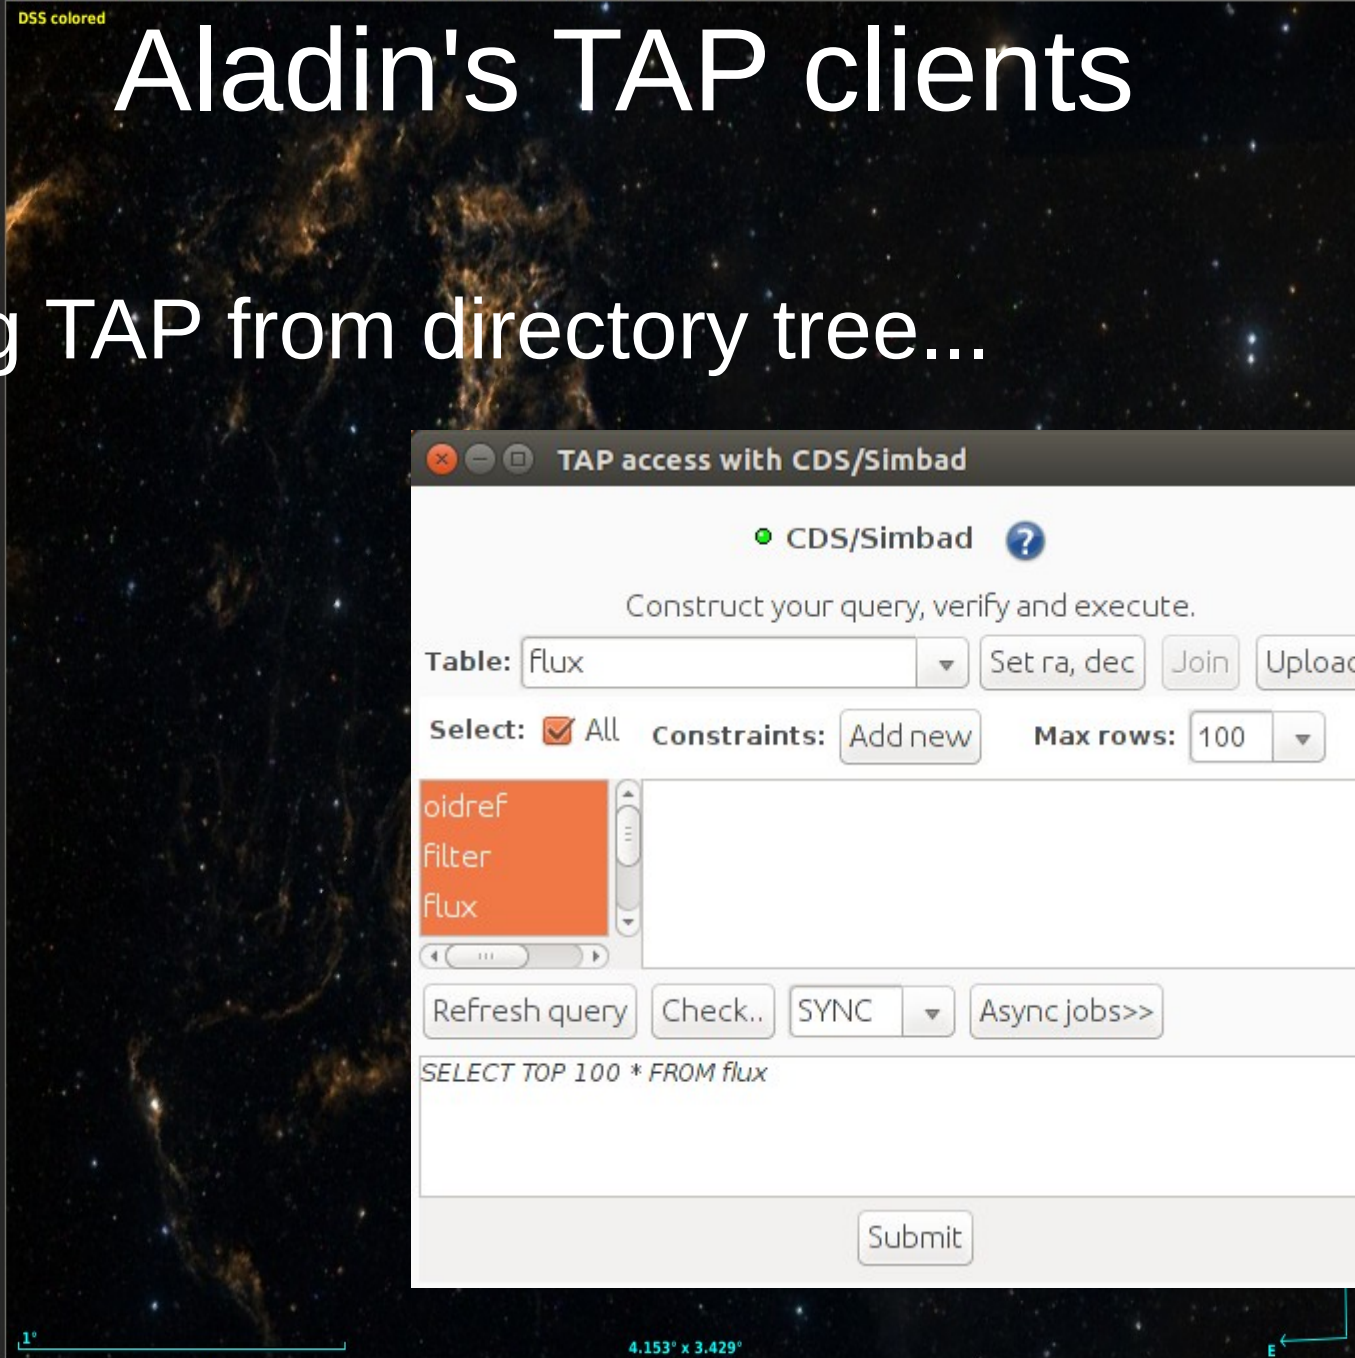 DSS colored
Aladin's TAP clients
g TAP from directory tree...
TAP access with CDS/Simbad
CDS/Simbad ?
Construct your query, verify and execute.
Table: flux Set ra, dec Join Upload
Select: All Constraints: Add new Max rows: 100
oidref
filter
flux
Refresh query Check.. SYNC Async jobs>>
SELECT TOP 100 * FROM flux
Submit
1°
4.153° x 3.429°
E